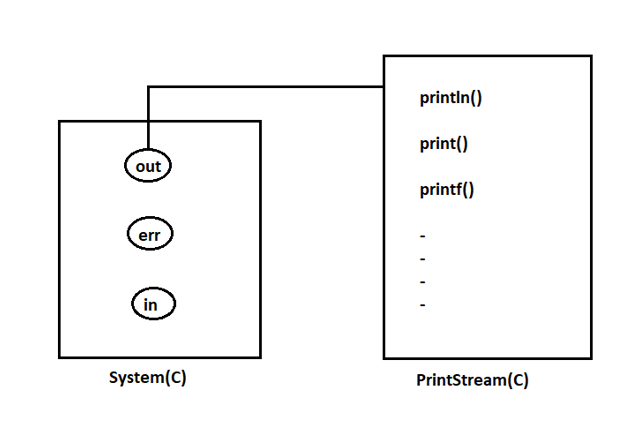 out
err
in
System(C)
println()
print()
printf()
-
-
-
-
PrintStream(C)